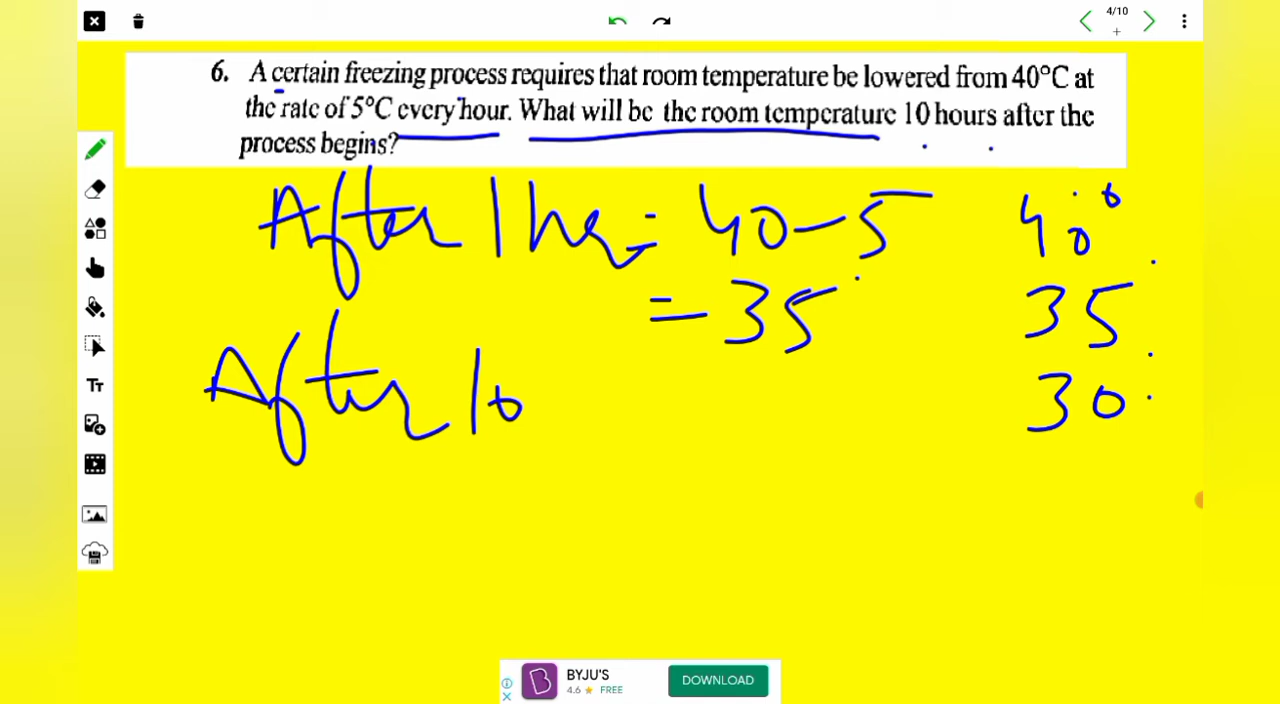 4/10
+
6. A certain freezing process requires that room temperature be lowered from 40°C at
the rate of 5°C every hour. What will be the room temperature 10 hours after the
process begins?
After 1 hr = 40-5
= 35
After 10
40°
35
30
Tт
BYJU'S
4.6 ★ FREE
DOWNLOAD